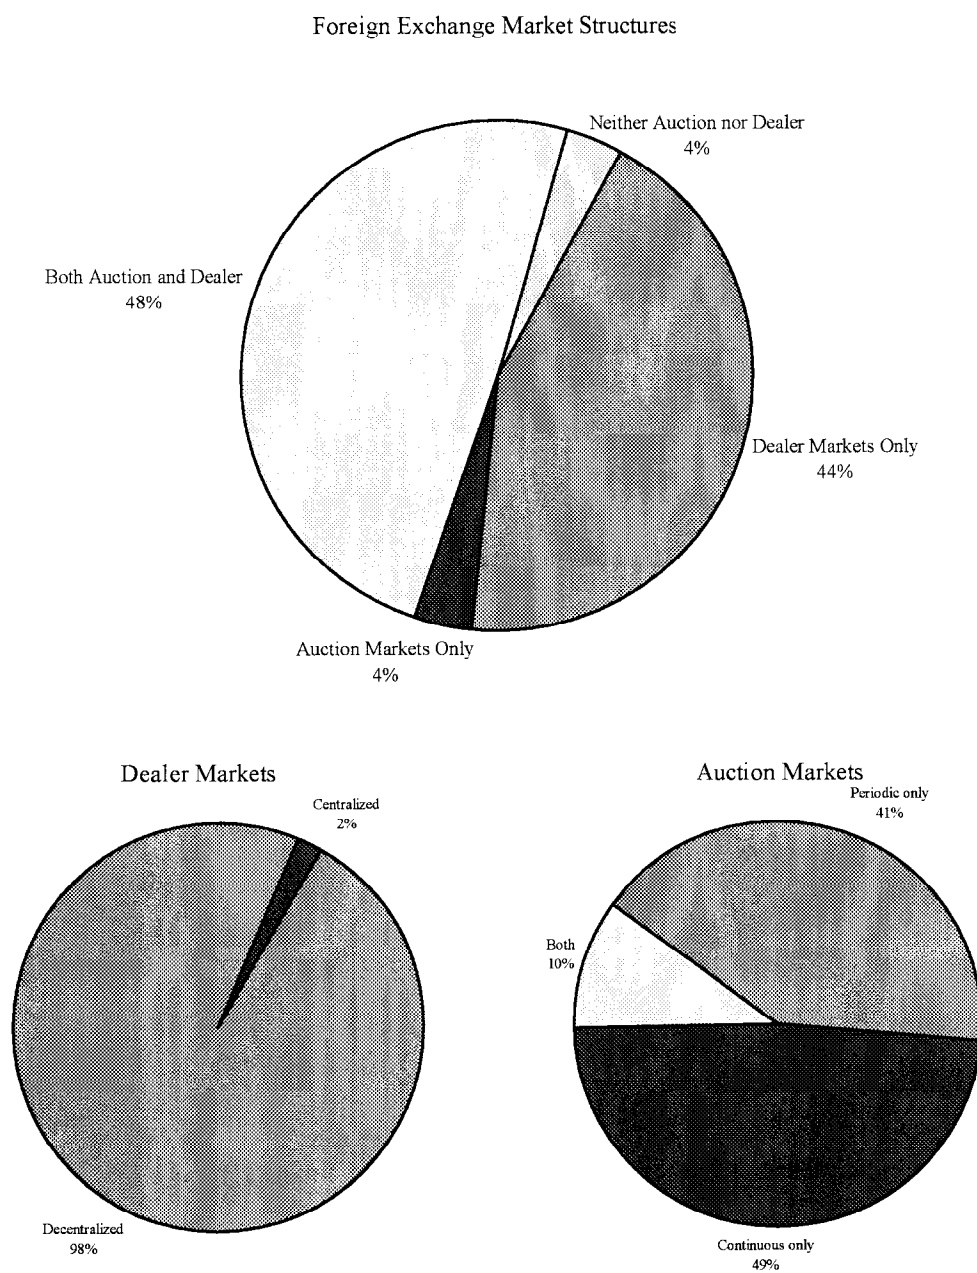 Foreign Exchange Market Structures
Neither Auction nor Dealer
4%
Both Auction and Dealer
48%
Dealer Markets Only
44%
Auction Markets Only
4%
Dealer Markets
Centralized
2%
Decentralized
98%
Auction Markets
Periodic only
41%
Both
10%
Continuous only
49%